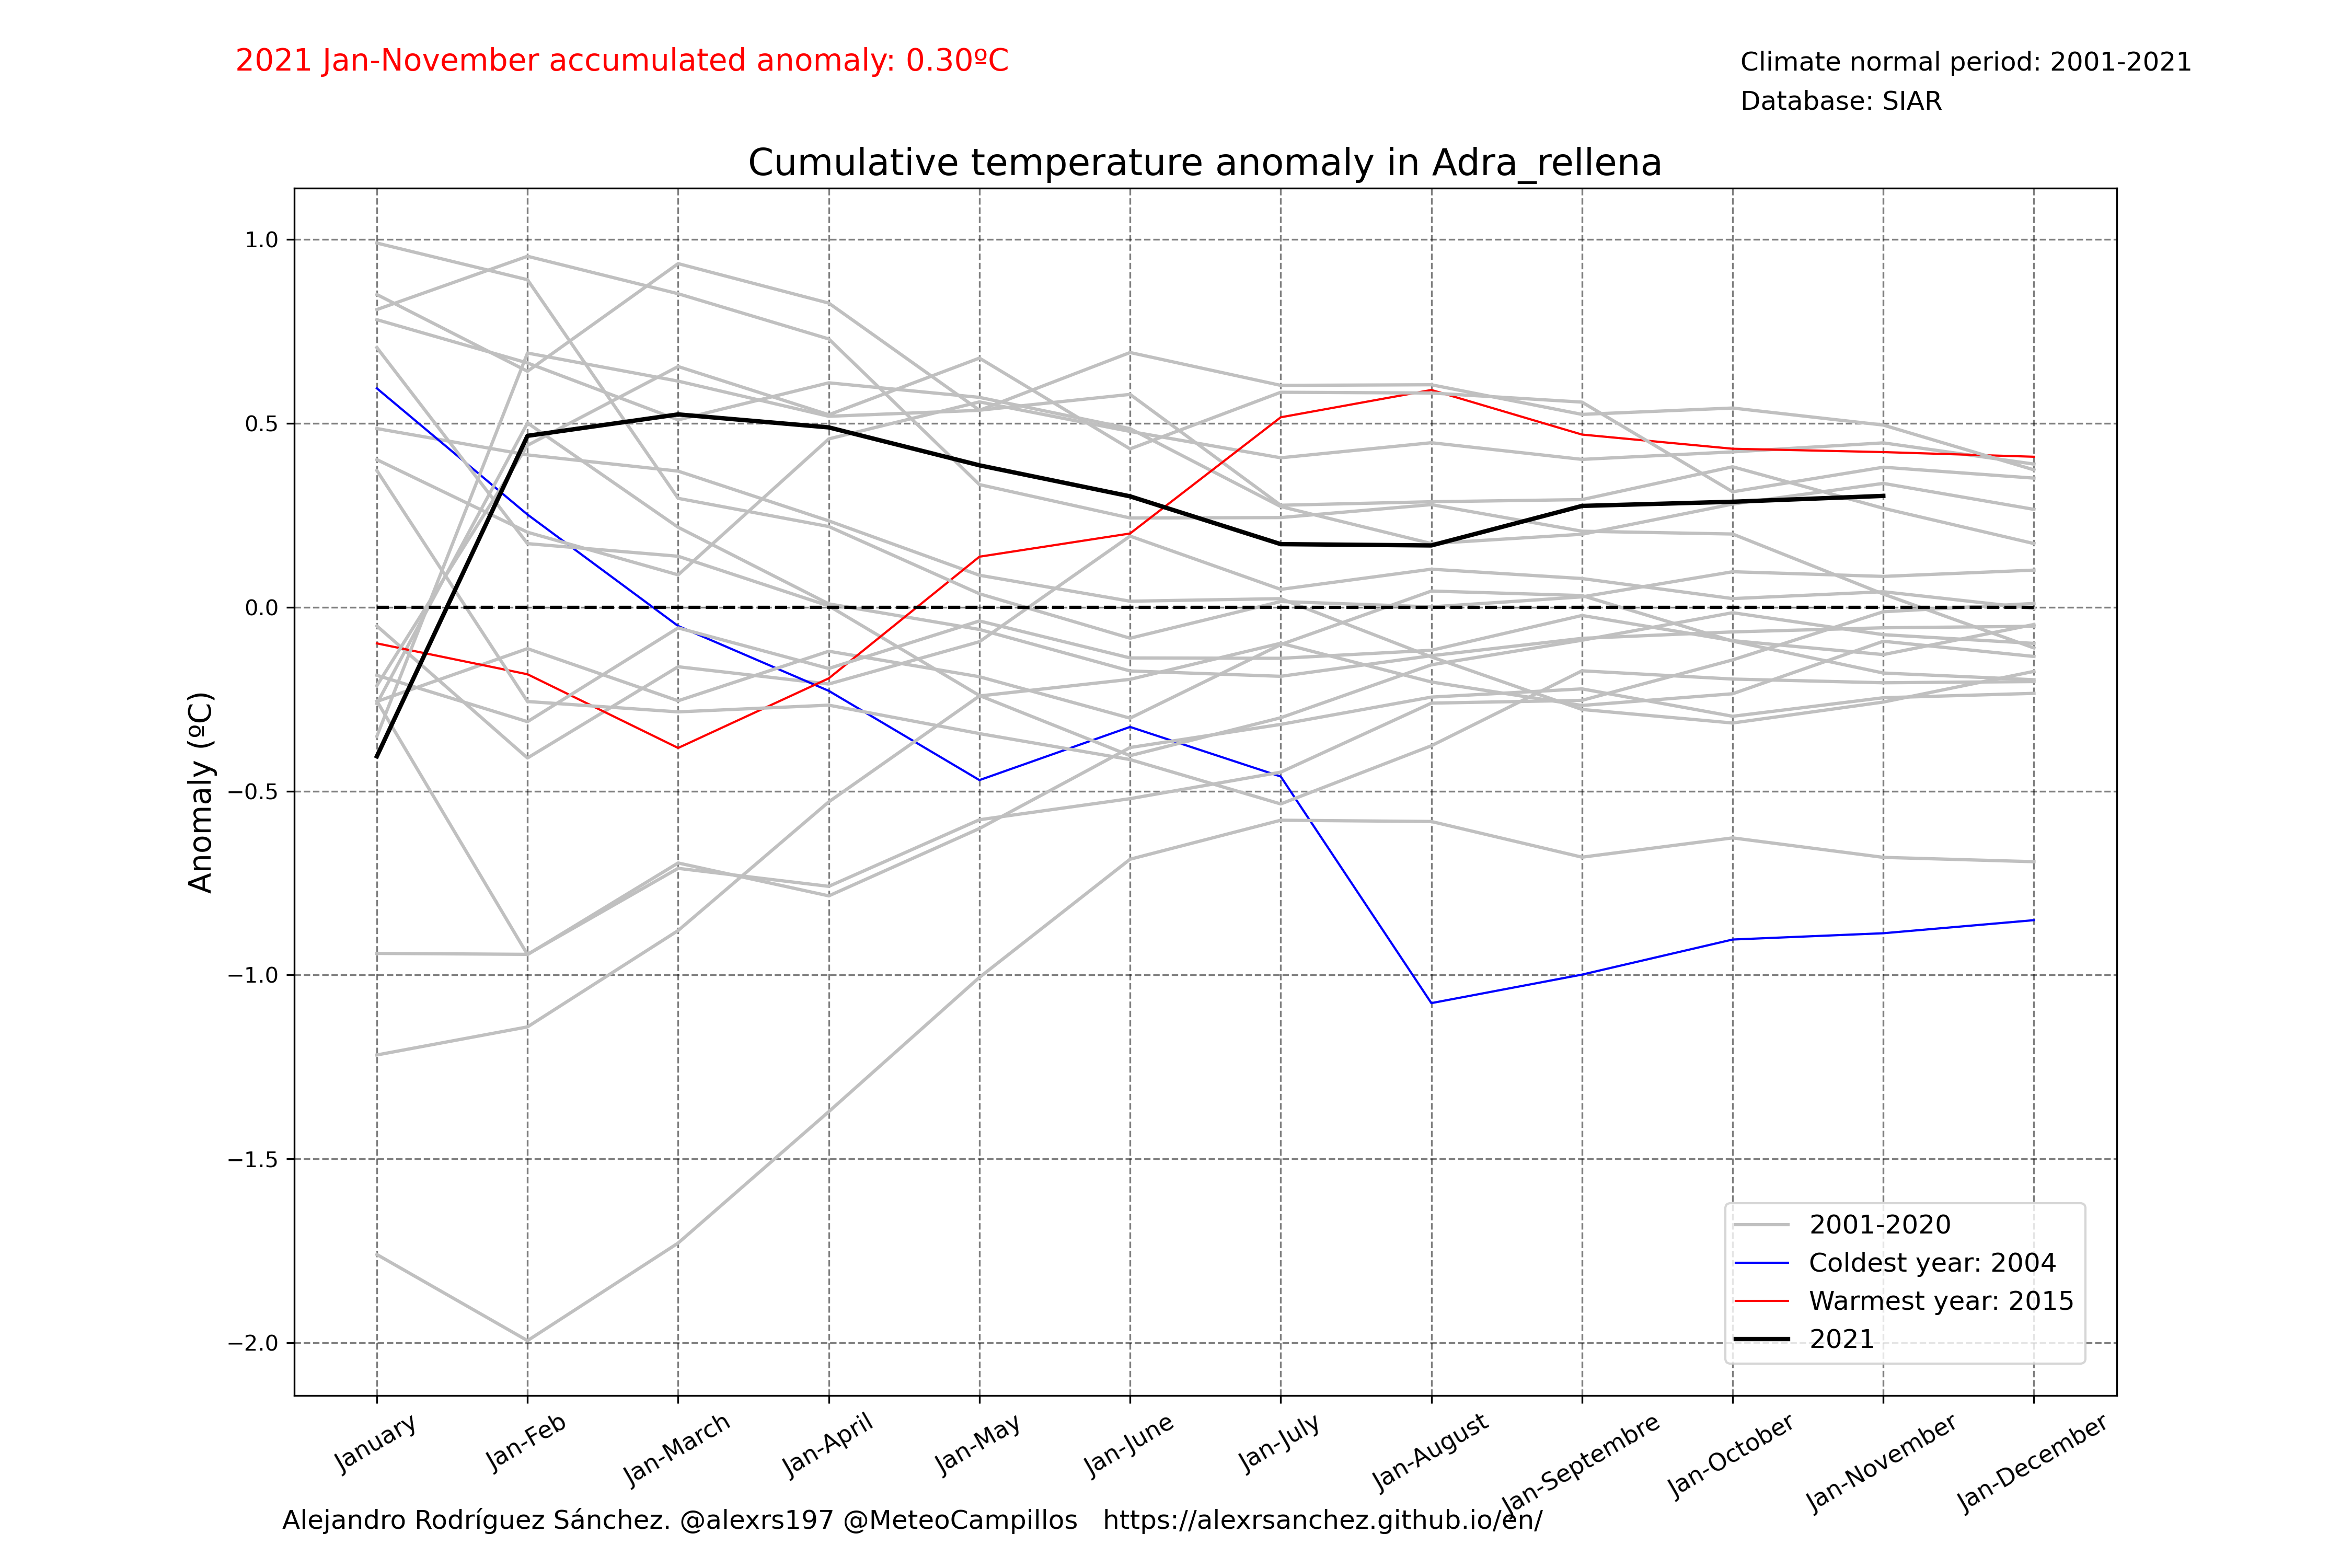 2021 Jan-November accumulated anomaly: 0.30ºC
Climate normal period: 2001-2021
Database: SIAR
Cumulative temperature anomaly in Adra_rellena
1.0
0.5
0.0
−0.5
−1.0
−1.5
−2.0
Anomaly (ºC)
2001-2020
Coldest year: 2004
Warmest year: 2015
2021
January
Jan-Feb
Jan-March
Jan-April
Jan-May
Jan-June
Jan-July
Jan-August
Jan-Septembre
Jan-October
Jan-November
Jan-December
Alejandro Rodríguez Sánchez. @alexrs197 @MeteoCampillos https://alexrsanchez.github.io/en/